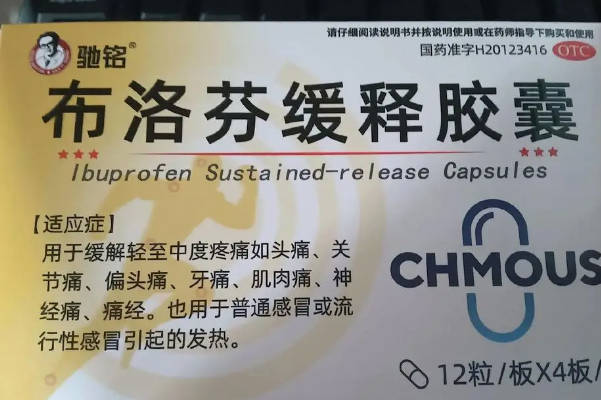 请仔细阅读说明书并按说明使用或在药师指导下购买和使用
国药准字H20123416 OTC
驰铭®
布洛芬缓释胶囊
Ibuprofen Sustained-release Capsules
【适应症】
用于缓解轻至中度疼痛如头痛、关
节痛、偏头痛、牙痛、肌肉痛、神
经痛、痛经。也用于普通感冒或流
行性感冒引起的发热。
CHMOUS
12粒/板X4板/